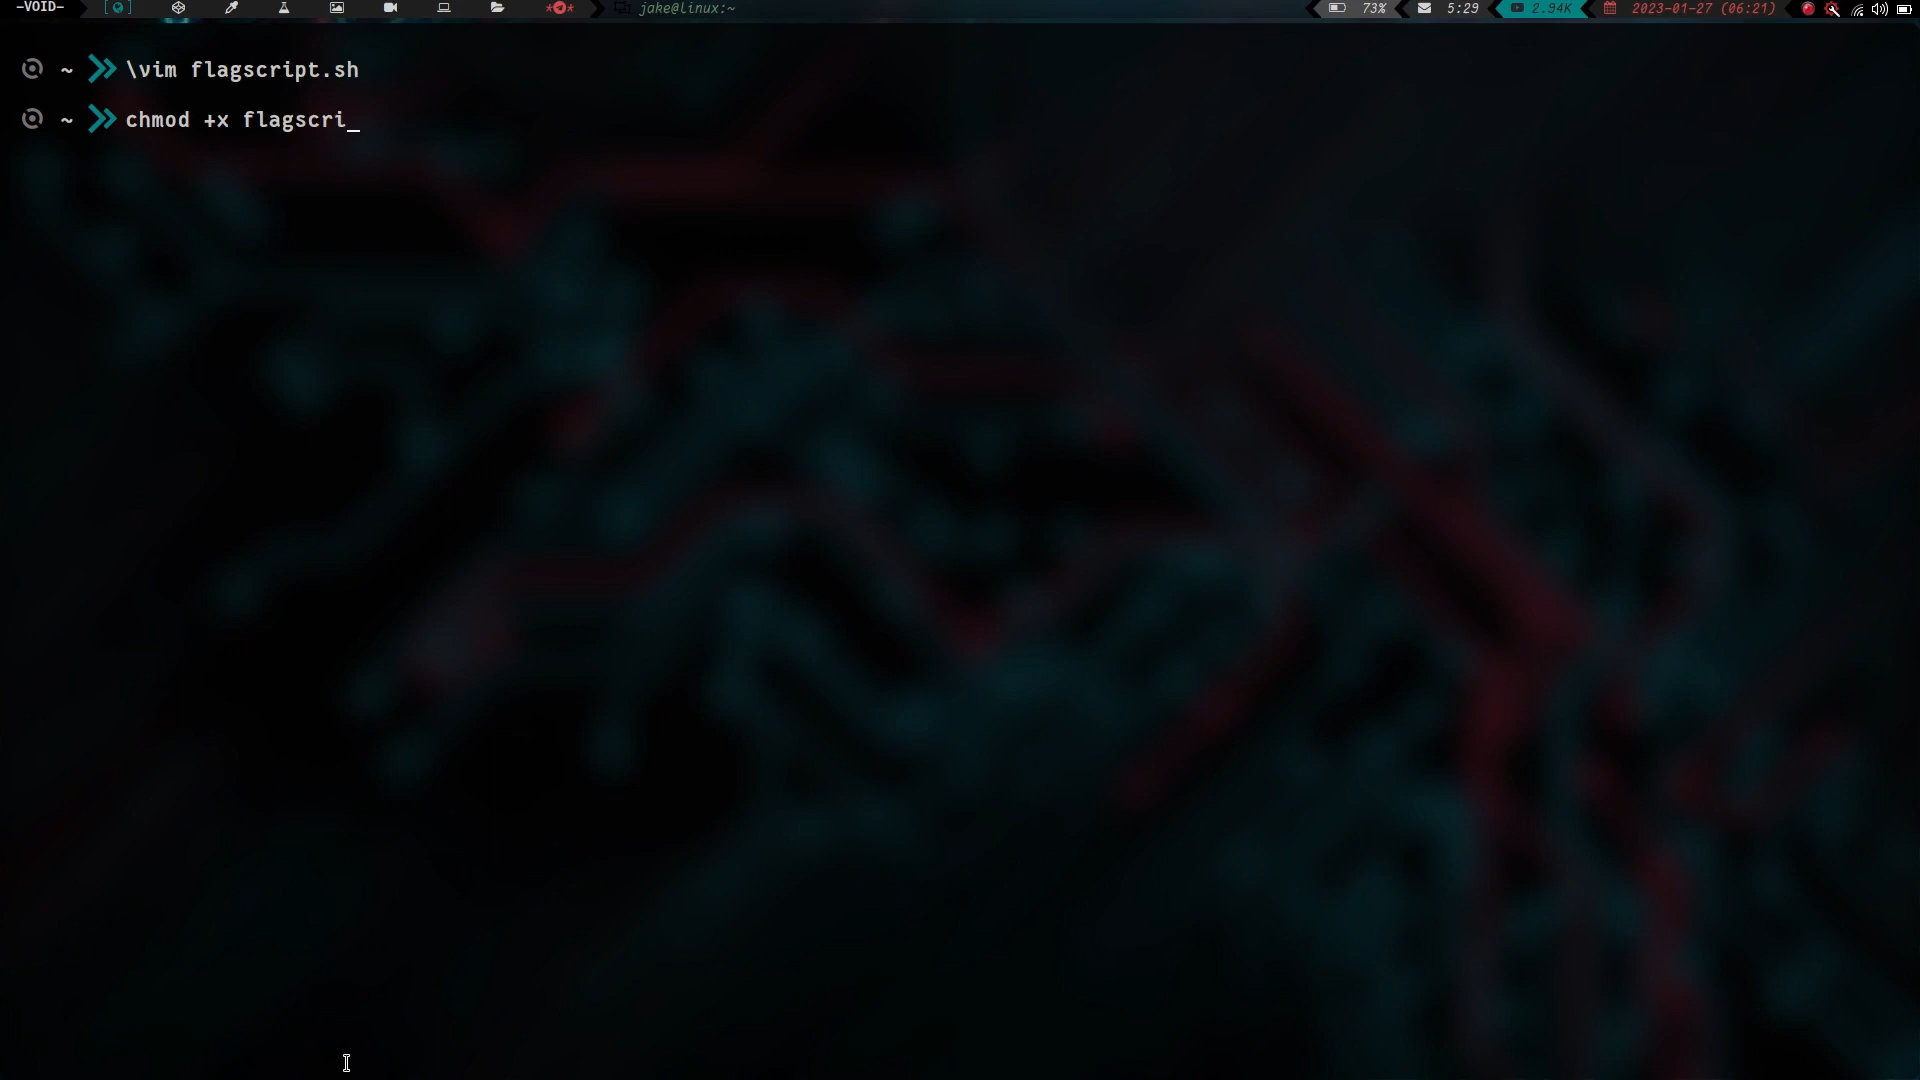 -VOID-
[ ]
* *
jake@linux:~
73%
5:29
2.94K
2023-01-27 (06:21)
~ \vim flagscript.sh
~ chmod +x flagscri_